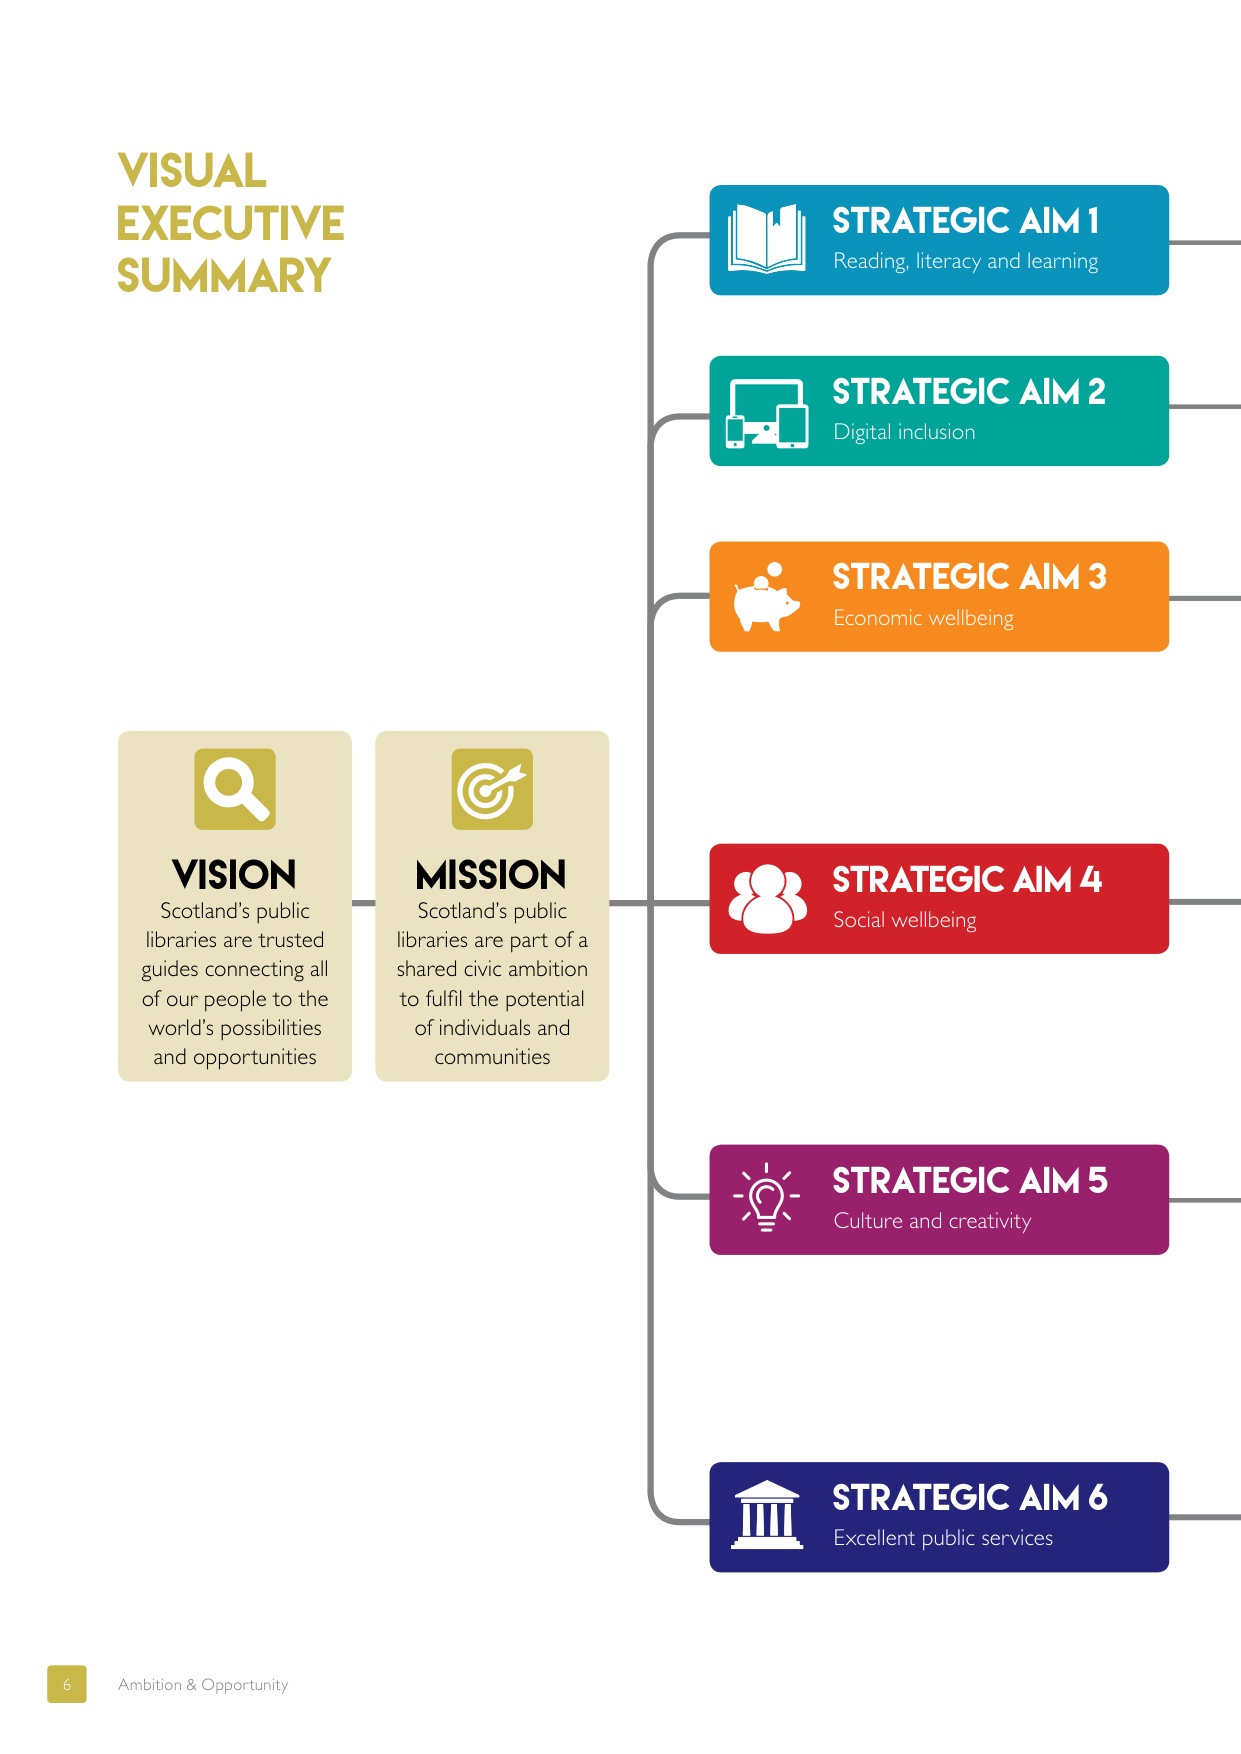 VISUAL
EXECUTIVE
SUMMARY
STRATEGIC AIM 1
Reading, literacy and learning
STRATEGIC AIM 2
Digital inclusion
STRATEGIC AIM 3
Economic wellbeing
VISION
Scotland’s public
libraries are trusted
guides connecting all
of our people to the
world’s possibilities
and opportunities
MISSION
Scotland’s public
libraries are part of a
shared civic ambition
to fulfil the potential
of individuals and
communities
STRATEGIC AIM 4
Social wellbeing
STRATEGIC AIM 5
Culture and creativity
STRATEGIC AIM 6
Excellent public services
6
Ambition & Opportunity